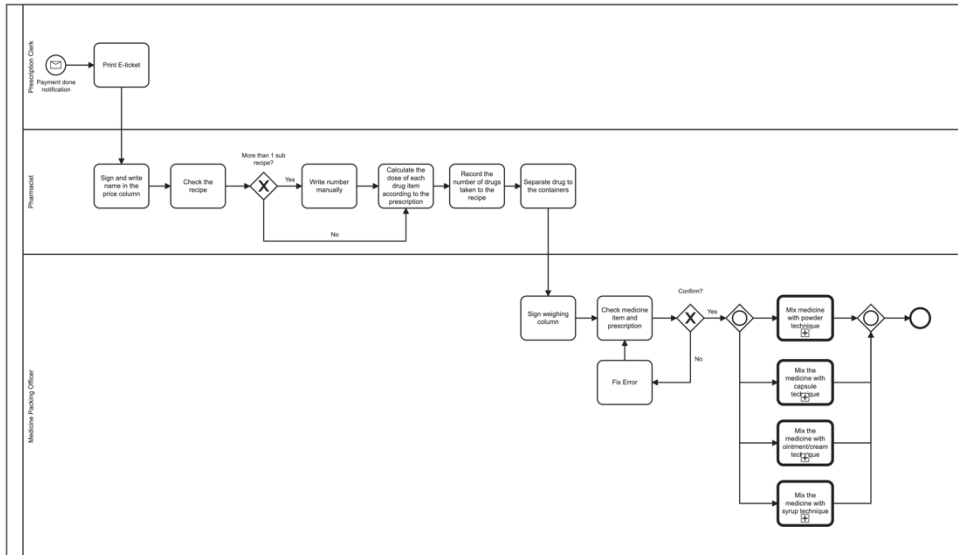 Prescription Clerk
Payment done
notification
Print E-ticket
Pharmacist
Sign and write
name in the
price column
Check the
recipe
More than 1 sub
recipe?
Yes
No
Write number
manually
Calculate the
dose of each
drug item
according to the
prescription
Record the
number of drugs
taken to the
recipe
Separate drug to
the containers
Medicine Packing Officer
Sign weighing
column
Check medicine
item and
prescription
Confirm?
Yes
No
Fix Error
Mix medicine
with powder
technique
Mix the
medicine with
capsule
technique
Mix the
medicine with
ointment/cream
technique
Mix the
medicine with
syrup technique